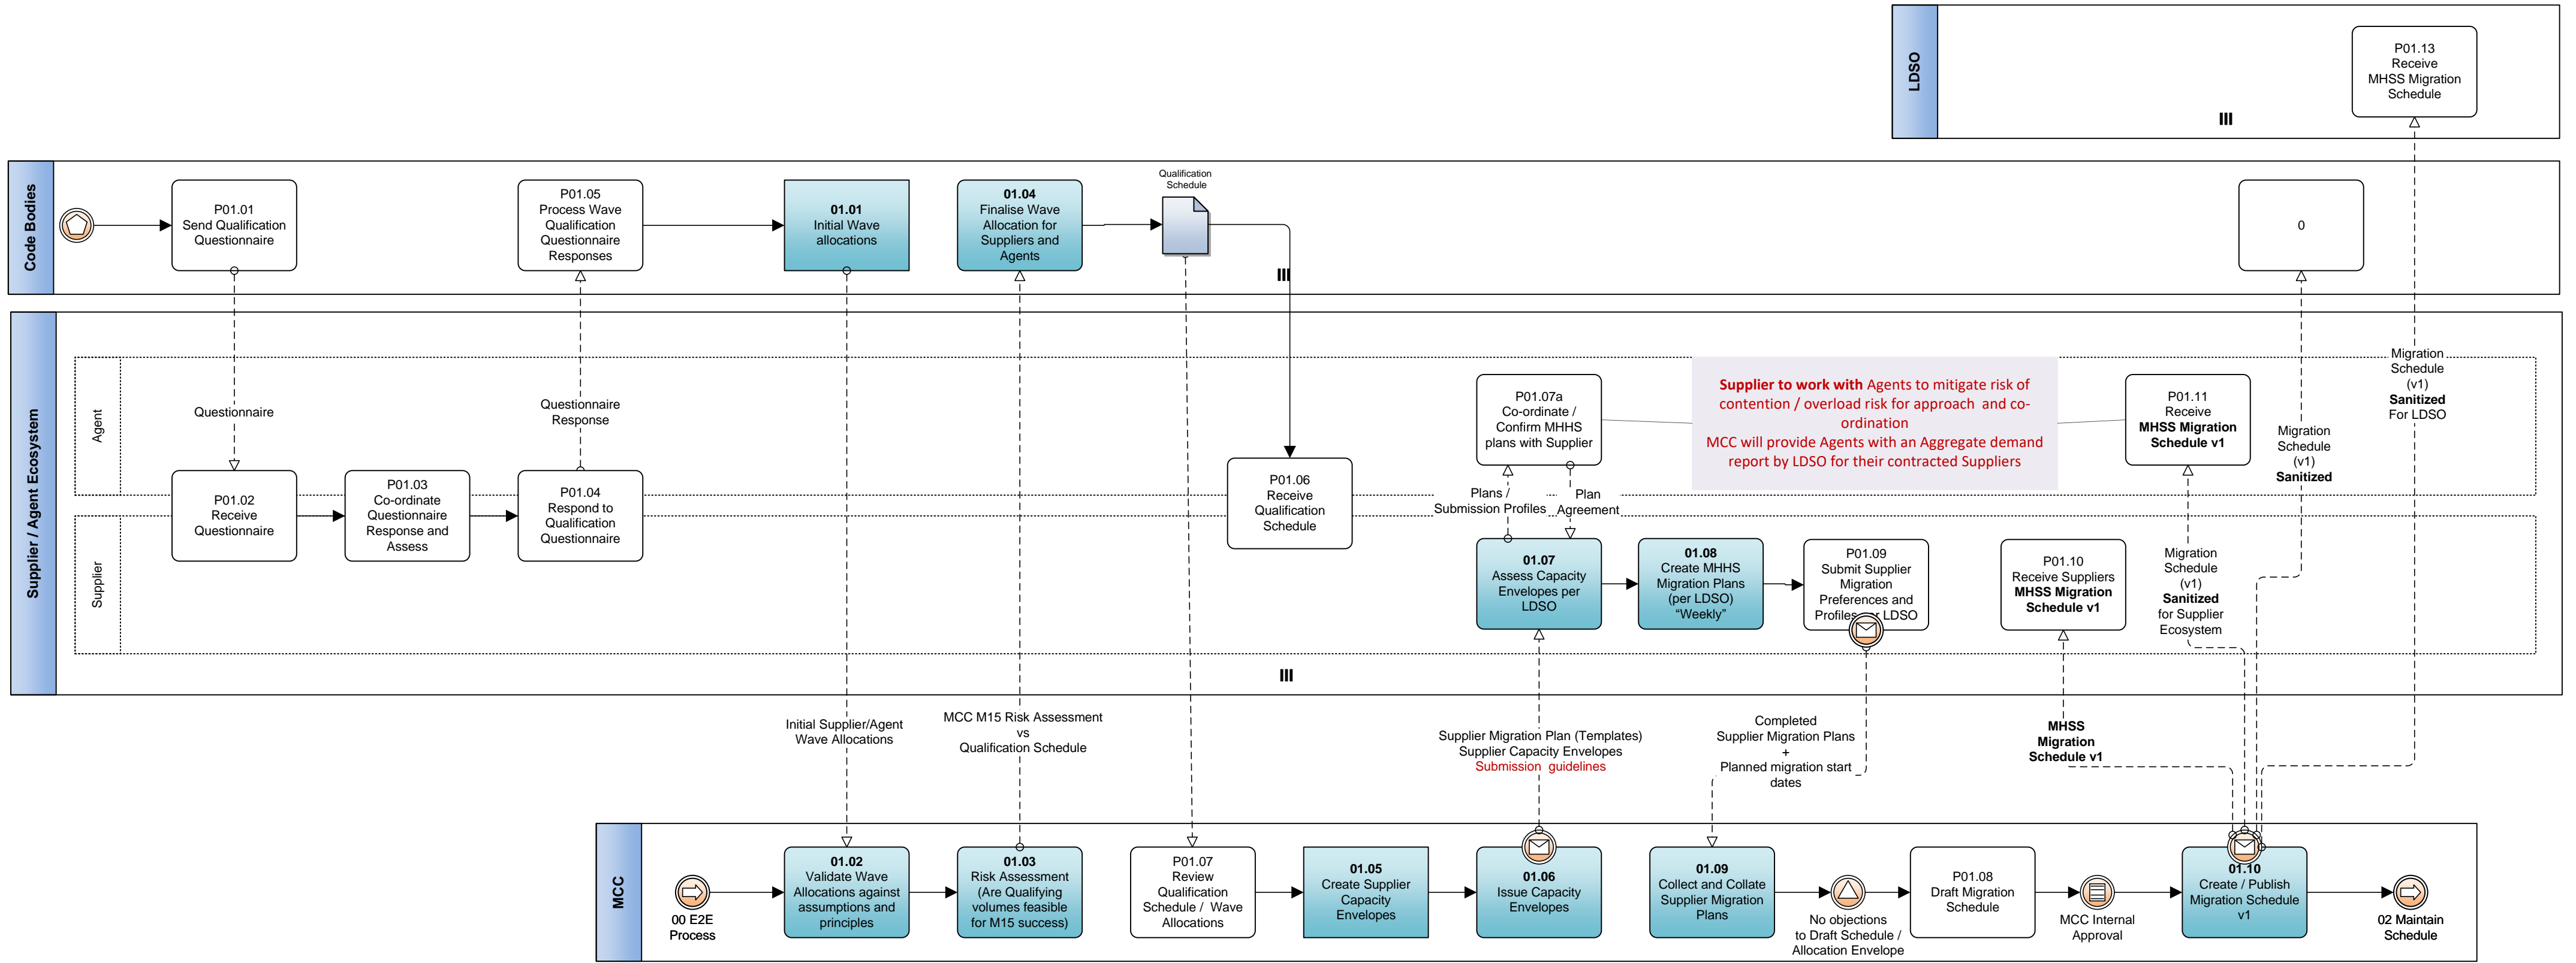 LDSO
P01.13
Receive
MHSS Migration
Schedule
Code Bodies
P01.01
Send Qualification
Questionnaire
P01.05
Process Wave
Qualification
Questionnaire
Responses
01.01
Initial Wave
allocations
01.04
Finalise Wave
Allocation for
Suppliers and
Agents
Qualification
Schedule
0
Supplier / Agent Ecosystem
Agent
Supplier
Questionnaire
Questionnaire
Response
P01.02
Receive
Questionnaire
P01.03
Co-ordinate
Questionnaire
Response and
Assess
P01.04
Respond to
Qualification
Questionnaire
P01.06
Receive
Qualification
Schedule
P01.07a
Co-ordinate /
Confirm MHHS
plans with Supplier
Supplier to work with Agents to mitigate risk of
contention / overload risk for approach and co-
ordination
MCC will provide Agents with an Aggregate demand
report by LDSO for their contracted Suppliers
P01.11
Receive
MHSS Migration
Schedule v1
Migration
Schedule
(v1)
Sanitized
Migration
Schedule
(v1)
Sanitized
For LDSO
Plans /
Submission Profiles
Plan
Agreement
01.07
Assess Capacity
Envelopes per
LDSO
01.08
Create MHHS
Migration Plans
(per LDSO)
“Weekly”
P01.09
Submit Supplier
Migration
Preferences and
Profiles LDSO
P01.10
Receive Suppliers
MHSS Migration
Schedule v1
Migration
Schedule
(v1)
Sanitized
for Supplier
Ecosystem
Initial Supplier/Agent
Wave Allocations
MCC M15 Risk Assessment
vs
Qualification Schedule
Supplier Migration Plan (Templates)
Supplier Capacity Envelopes
Submission guidelines
Completed
Supplier Migration Plans
+
Planned migration start
dates
MHSS
Migration
Schedule v1
MCC
00 E2E
Process
01.02
Validate Wave
Allocations against
assumptions and
principles
01.03
Risk Assessment
(Are Qualifying
volumes feasible
for M15 success)
P01.07
Review
Qualification
Schedule / Wave
Allocations
01.05
Create Supplier
Capacity
Envelopes
01.06
Issue Capacity
Envelopes
01.09
Collect and Collate
Supplier Migration
Plans
No objections
to Draft Schedule /
Allocation Envelope
P01.08
Draft Migration
Schedule
MCC Internal
Approval
01.10
Create / Publish
Migration Schedule
v1
02 Maintain
Schedule